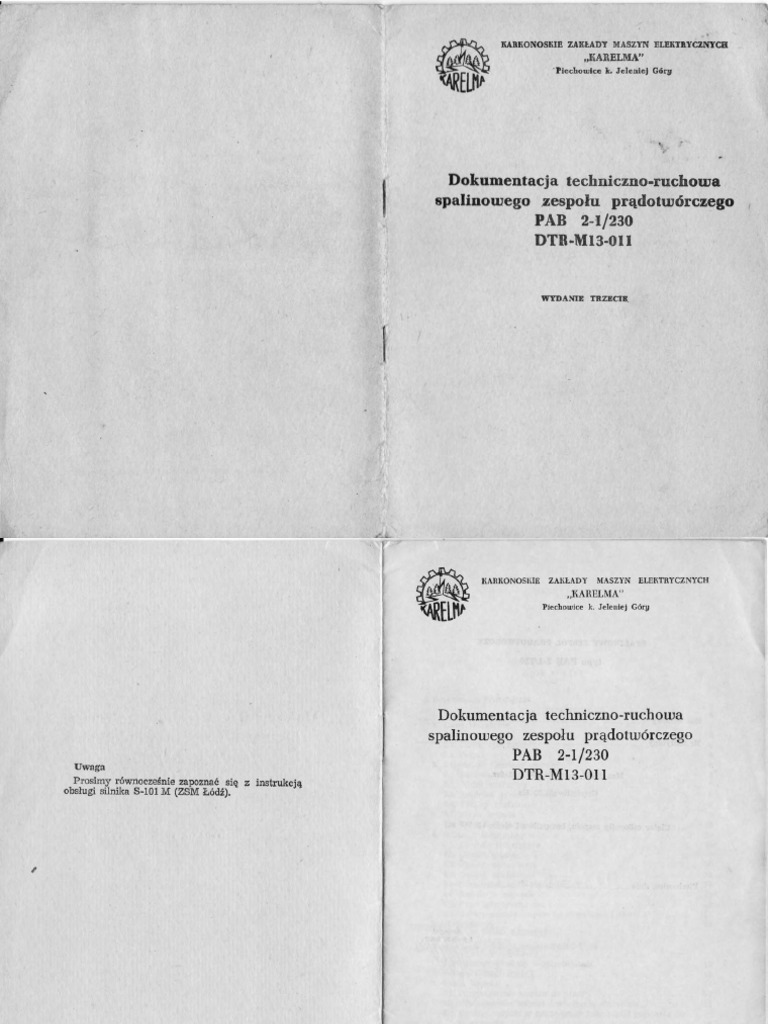 KARKONOSKIE ZAKŁADY MASZYN ELEKTRYCZNYCH
„KARELMA”
Piechowice k. Jeleniej Góry
KARELMA
Dokumentacja techniczno-ruchowa
spalinowego zespołu prądotwórczego
PAB 2-1/230
DTR-M13-011
WYDANIE TRZECIE
Uwaga
Prosimy równocześnie zapoznać się z instrukcją
obsługi silnika S-101 M (ZSM Łódź).
KARKONOSKIE ZAKŁADY MASZYN ELEKTRYCZNYCH
„KARELMA”
Piechowice k. Jeleniej Góry
KARELMA
Dokumentacja techniczno-ruchowa
spalinowego zespołu prądotwórczego
PAB 2-1/230
DTR-M13-011